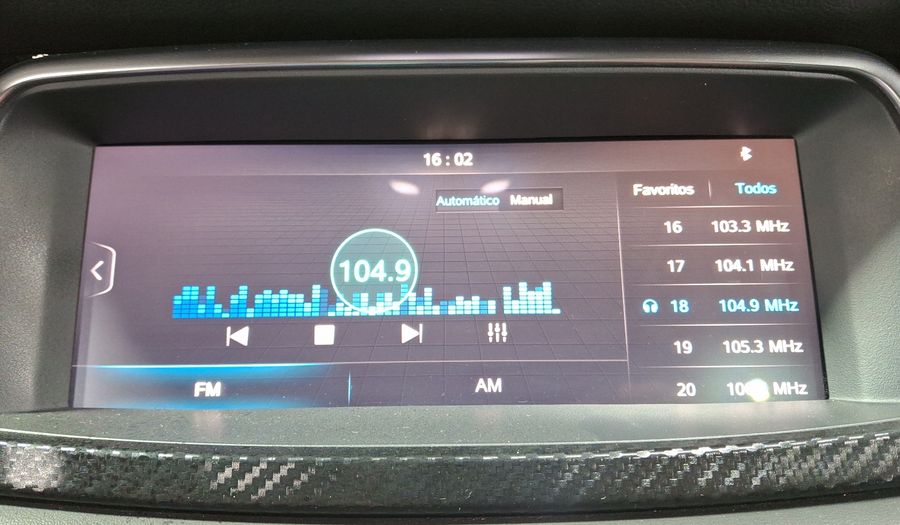 16 : 02
Automático Manual
Favoritos Todos
104.9
16 103.3 MHz
17 104.1 MHz
18 104.9 MHz
19 105.3 MHz
20 MHz
FM AM